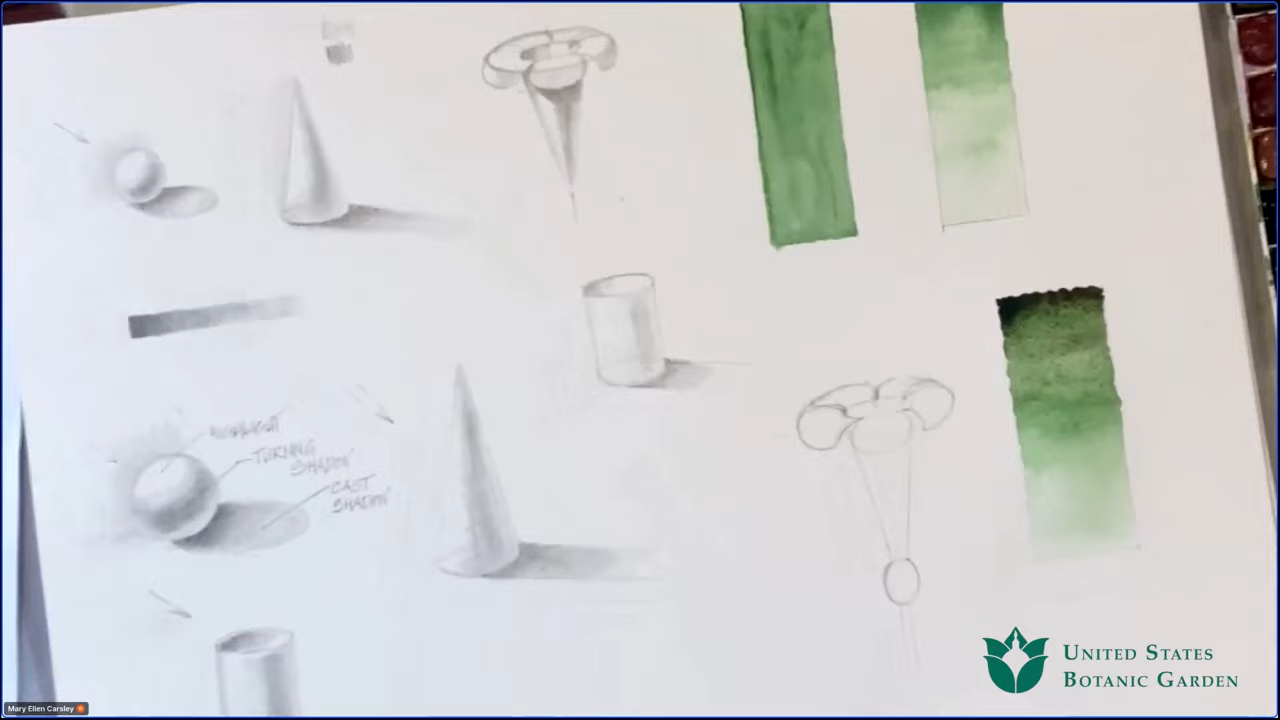 HIGHLIGHT
TURNING
SHADOW
CAST
SHADOW
UNITED STATES
BOTANIC GARDEN
Mary Ellen Carsley